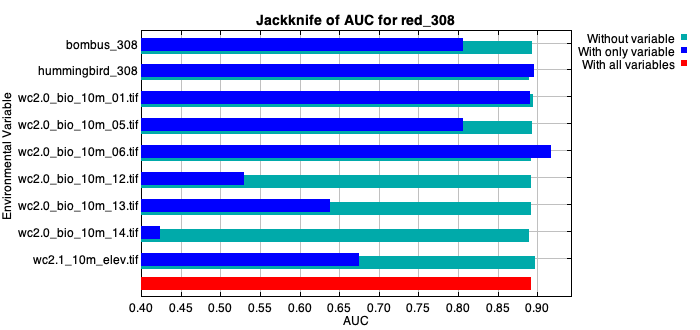 Jackknife of AUC for red_308
Without variable
With only variable
With all variables
Environmental Variable
bombus_308
hummingbird_308
wc2.0_bio_10m_01.tif
wc2.0_bio_10m_05.tif
wc2.0_bio_10m_06.tif
wc2.0_bio_10m_12.tif
wc2.0_bio_10m_13.tif
wc2.0_bio_10m_14.tif
wc2.1_10m_elev.tif
0.40 0.45 0.50 0.55 0.60 0.65 0.70 0.75 0.80 0.85 0.90
AUC